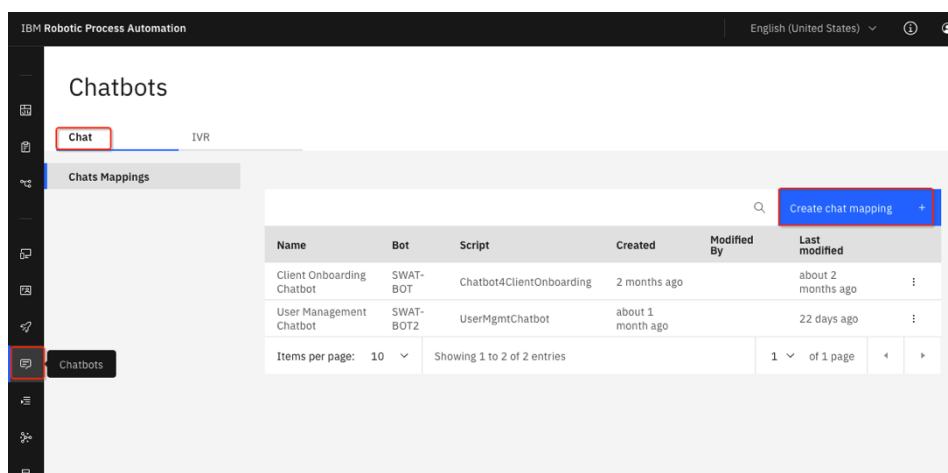 IBM Robotic Process Automation
English (United States)
Chatbots
Chat IVR
Chats Mappings
Create chat mapping +
Name Bot Script Created Modified By Last modified
Client Onboarding Chatbot SWAT-BOT Chatbot4ClientOnboarding 2 months ago about 2 months ago
User Management Chatbot SWAT-BOT2 UserMgmtChatbot about 1 month ago 22 days ago
Items per page: 10 Showing 1 to 2 of 2 entries 1 of 1 page
Chatbots